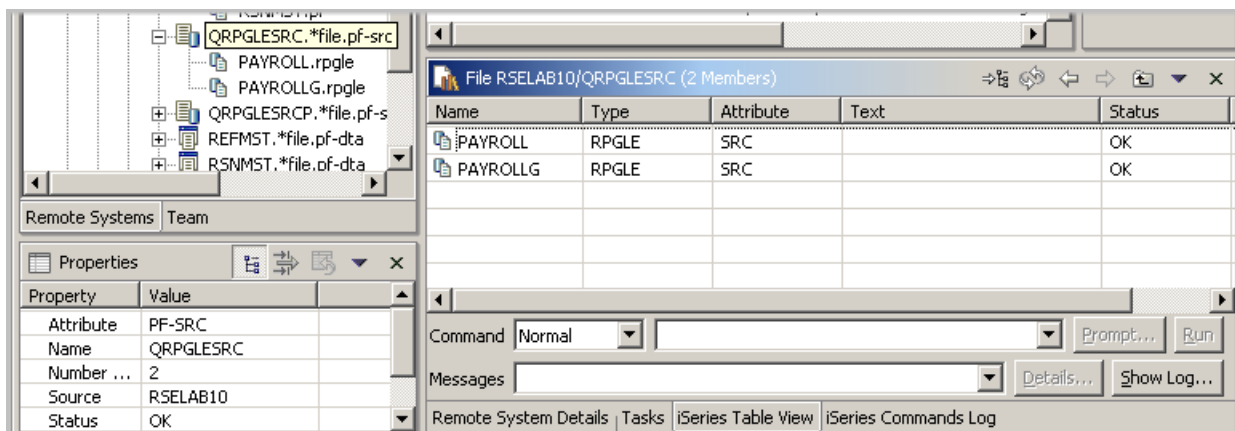 RSNMST.pf
QRPGLESRC.*file.pf-src
PAYROLL.rpgle
PAYROLLG.rpgle
QRPGLESRCP.*file.pf-s
REFMST.*file.pf-dta
RSNMST.*file.pf-dta
Remote Systems Team
Properties
Property Value
Attribute PF-SRC
Name QRPGLESRC
Number ... 2
Source RSELAB10
Status OK
File RSELAB10/QRPGLESRC (2 Members)
Name Type Attribute Text Status
PAYROLL RPGLE SRC OK
PAYROLLG RPGLE SRC OK
Command Normal Prompt... Run
Messages Details... Show Log...
Remote System Details Tasks iSeries Table View iSeries Commands Log